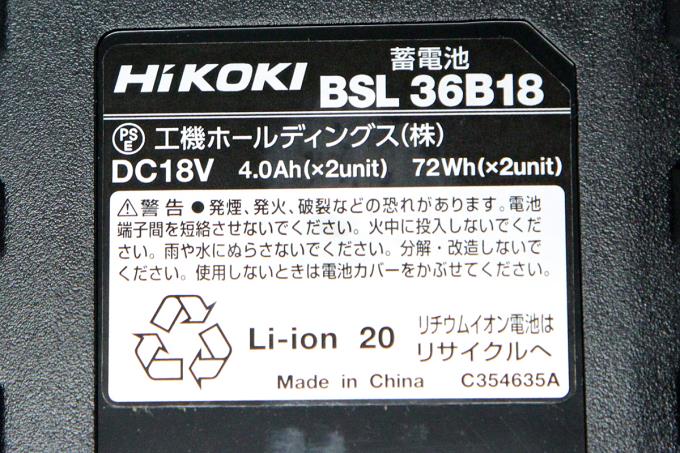 HiKOKI 蓄電池
BSL 36B18
PSE 工機ホールディングス(株)
DC18V 4.0Ah(×2unit) 72Wh(×2unit)
⚠警告 ●発煙、発火、破裂などの恐れがあります。電池
端子間を短絡させないでください。火中に投入しないでくだ
さい。雨や水にぬらさないでください。分解・改造しないで
ください。使用しないときは電池カバーをかぶせてください。
Li-ion 20 リチウムイオン電池は
リサイクルへ
Made in China C354635A